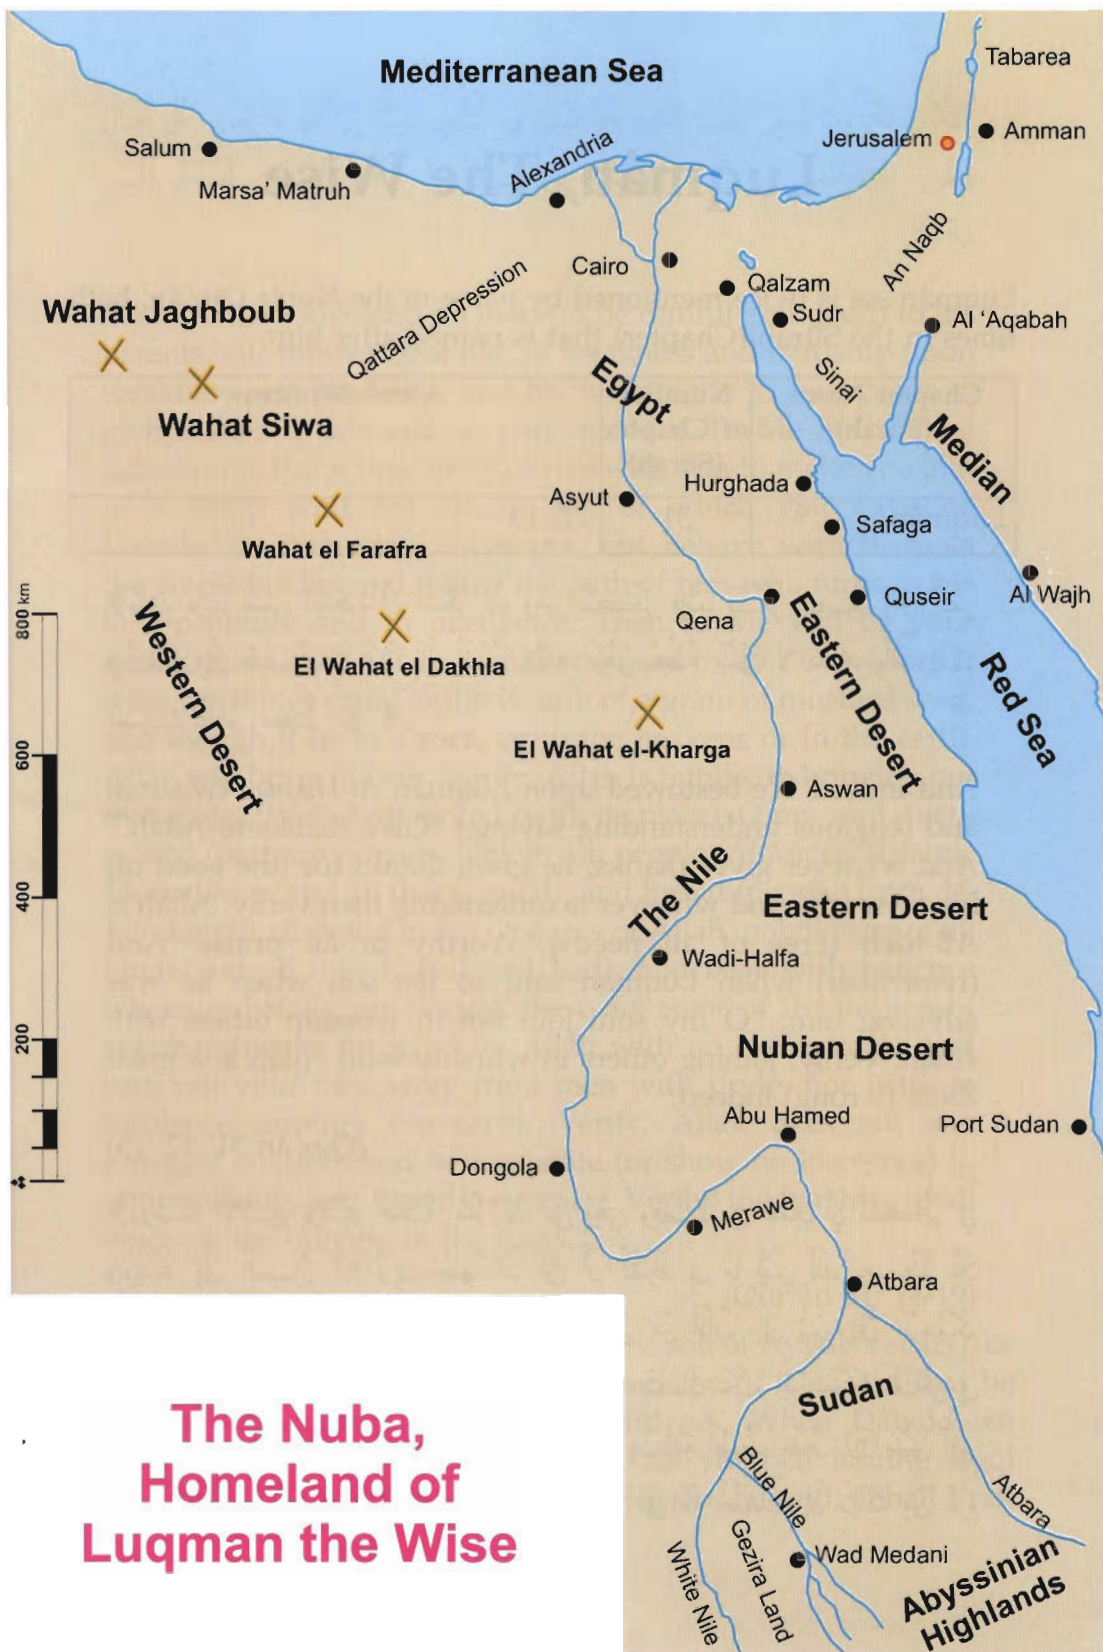 Mediterranean Sea
Tabarea
Salum
Marsa' Matruh
Alexandria
Jerusalem
Amman
An Naqb
Cairo
Qalzam
Sudr
Al 'Aqabah
Wahat Jaghboub
Qattara Depression
Wahat Siwa
Egypt
Sinai
Median
Asyut
Hurghada
Safaga
Wahat el Farafra
Al Wajh
800 km
Qena
Quseir
Western Desert
El Wahat el Dakhla
Eastern Desert
Red Sea
El Wahat el-Kharga
600
Aswan
400
The Nile
Eastern Desert
Wadi-Halfa
200
Nubian Desert
Abu Hamed
Port Sudan
Dongola
Merawe
Atbara
Sudan
The Nuba,
Homeland of
Luqman the Wise
Blue Nile
Atbara
White Nile
Gezira Land
Wad Medani
Abyssinian
Highlands